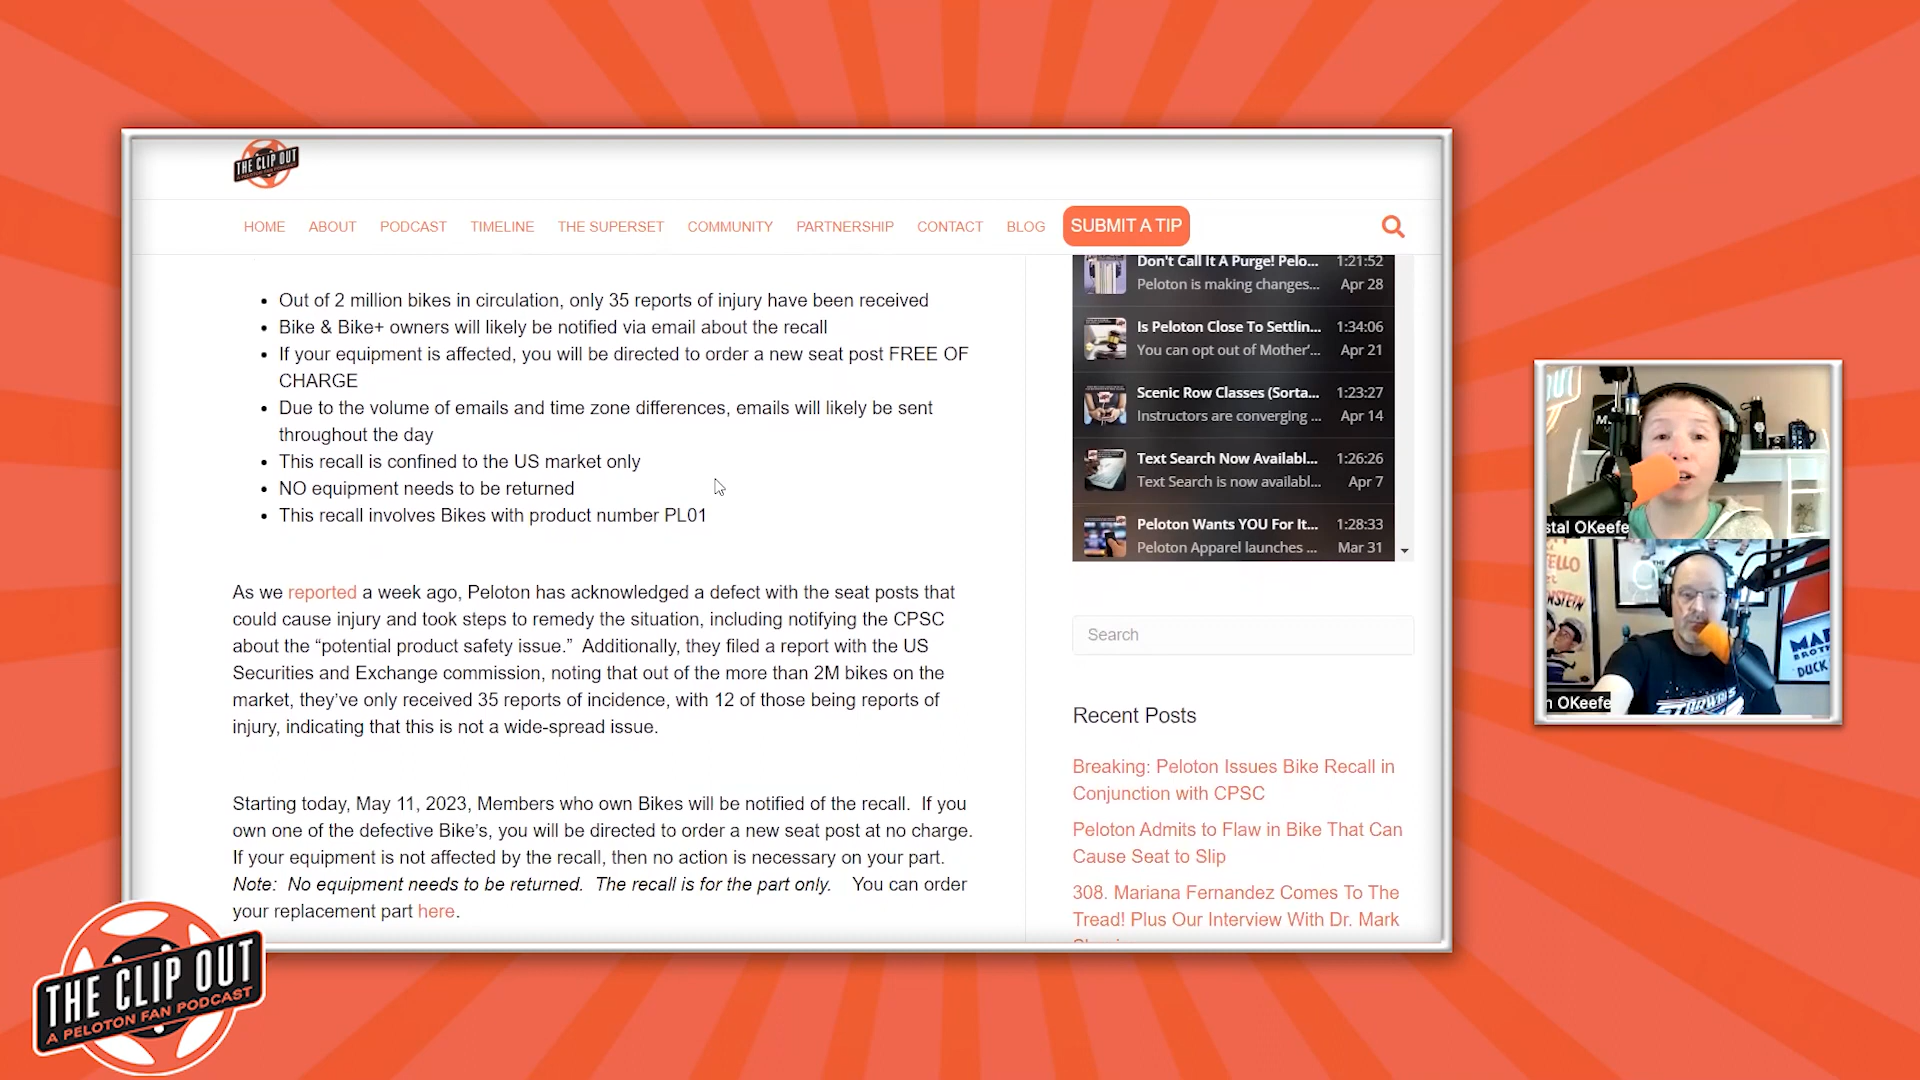 THE CLIP OUT
A PELOTON FAN PODCAST
HOME ABOUT PODCAST TIMELINE THE SUPERSET COMMUNITY PARTNERSHIP CONTACT BLOG SUBMIT A TIP
• Out of 2 million bikes in circulation, only 35 reports of injury have been received
• Bike & Bike+ owners will likely be notified via email about the recall
• If your equipment is affected, you will be directed to order a new seat post FREE OF
CHARGE
• Due to the volume of emails and time zone differences, emails will likely be sent
throughout the day
• This recall is confined to the US market only
• NO equipment needs to be returned
• This recall involves Bikes with product number PL01
As we reported a week ago, Peloton has acknowledged a defect with the seat posts that
could cause injury and took steps to remedy the situation, including notifying the CPSC
about the “potential product safety issue.” Additionally, they filed a report with the US
Securities and Exchange commission, noting that out of the more than 2M bikes on the
market, they’ve only received 35 reports of incidence, with 12 of those being reports of
injury, indicating that this is not a wide-spread issue.
Starting today, May 11, 2023, Members who own Bikes will be notified of the recall. If you
own one of the defective Bike’s, you will be directed to order a new seat post at no charge.
If your equipment is not affected by the recall, then no action is necessary on your part.
Note: No equipment needs to be returned. The recall is for the part only. You can order
your replacement part here.
Don't Call It A Purge! Pelo... 1:21:52
Peloton is making changes... Apr 28
Is Peloton Close To Settlin... 1:34:06
You can opt out of Mother'... Apr 21
Scenic Row Classes (Sorta... 1:23:27
Instructors are converging ... Apr 14
Text Search Now Availabl... 1:26:26
Text Search is now availabl... Apr 7
Peloton Wants YOU For It... 1:28:33
Peloton Apparel launches ... Mar 31
Search
Recent Posts
Breaking: Peloton Issues Bike Recall in
Conjunction with CPSC
Peloton Admits to Flaw in Bike That Can
Cause Seat to Slip
308. Mariana Fernandez Comes To The
Tread! Plus Our Interview With Dr. Mark
stal OKeefe
n OKeefe
STAR WARS
DUCK
THE CLIP OUT
A PELOTON FAN PODCAST